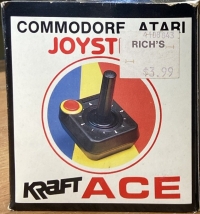 COMMODORE ATARI
JOYST
RICH'S
$3.99
KRAFT ACE